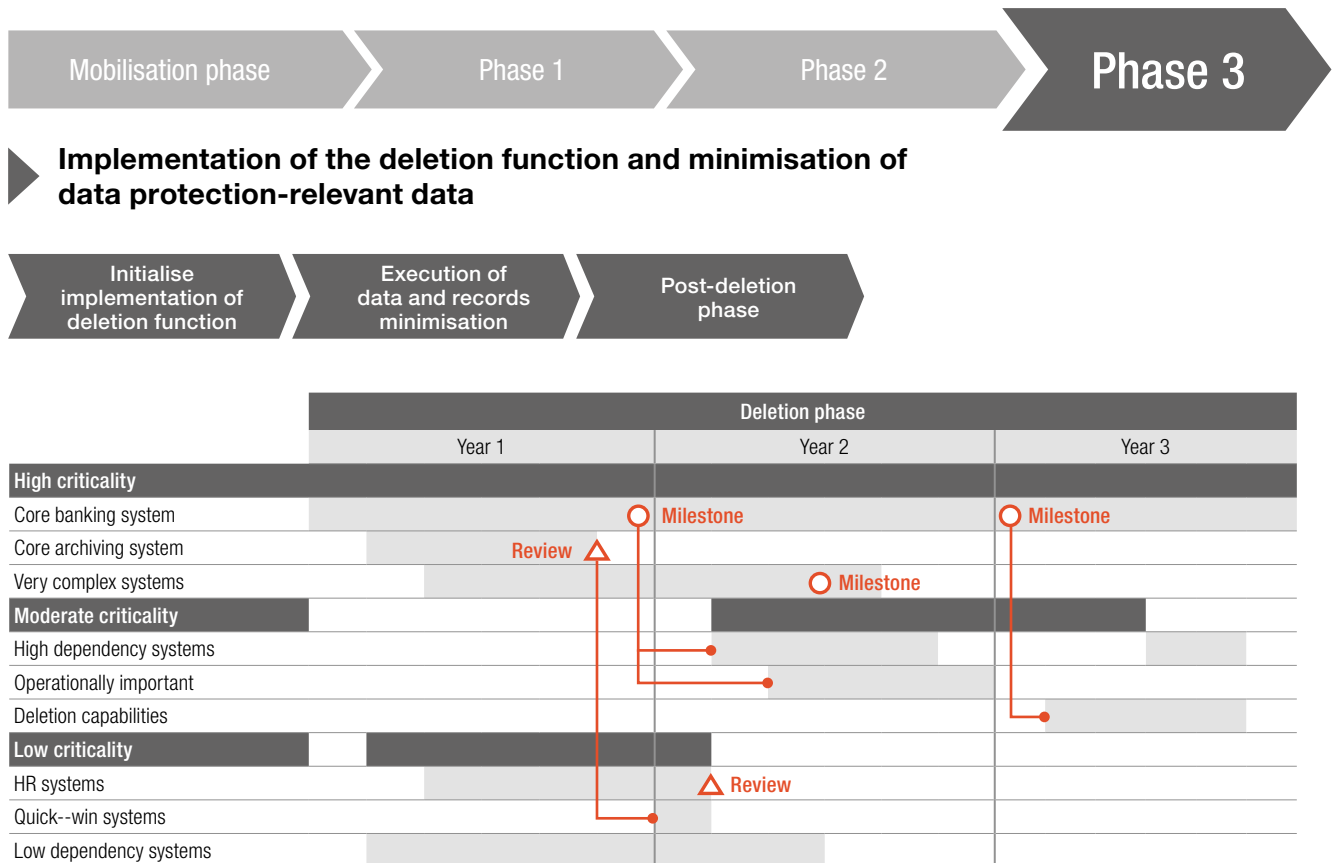 Mobilisation phase
Phase 1
Phase 2
Phase 3
Implementation of the deletion function and minimisation of
data protection-relevant data
Initialise
implementation of
deletion function
Execution of
data and records
minimisation
Post-deletion
phase
Deletion phase
Year 1
Year 2
Year 3
High criticality
Core banking system
Milestone
Milestone
Core archiving system
Review
Very complex systems
Milestone
Moderate criticality
High dependency systems
Operationally important
Deletion capabilities
Low criticality
HR systems
Review
Quick--win systems
Low dependency systems